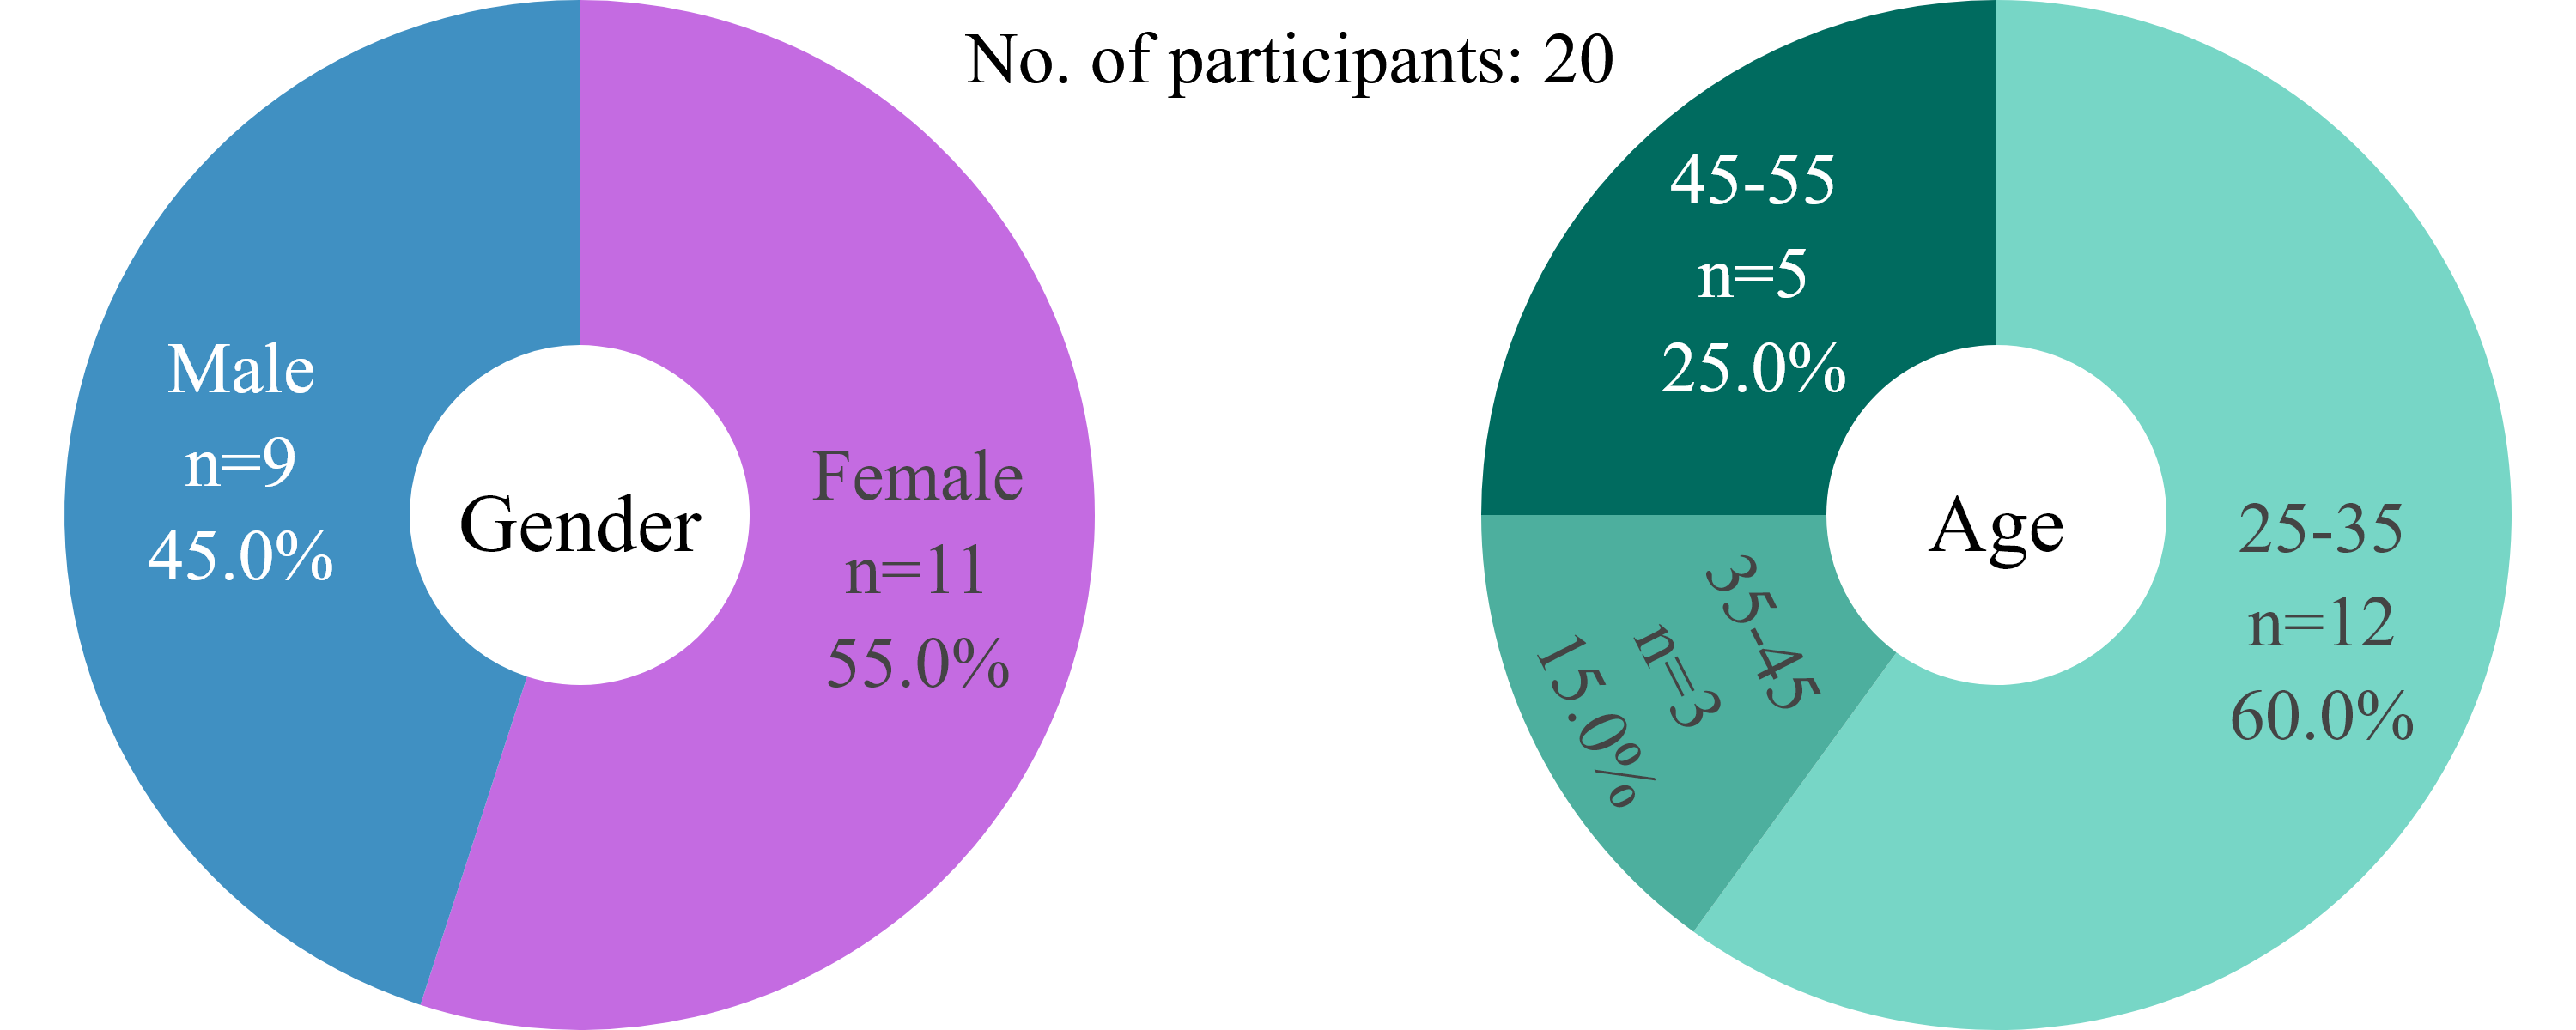 No. of participants: 20
Male
n=9
45.0%
Gender
Female
n=11
55.0%
45-55
n=5
25.0%
35-45
n=3
15.0%
Age
25-35
n=12
60.0%